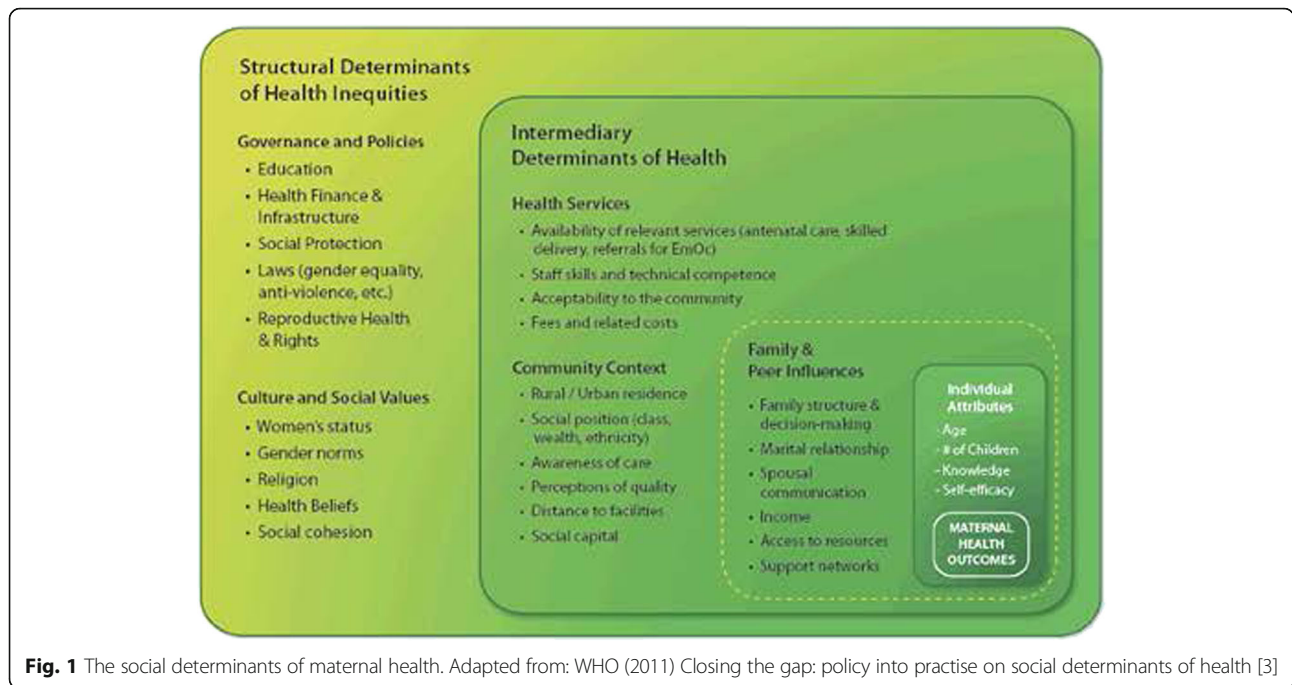 Structural Determinants
of Health Inequities
Governance and Policies
• Education
• Health Finance &
Infrastructure
• Social Protection
• Laws (gender equality,
anti-violence, etc.)
• Reproductive Health
& Rights
Culture and Social Values
• Women's status
• Gender norms
• Religion
• Health Beliefs
• Social cohesion
Intermediary
Determinants of Health
Health Services
• Availability of relevant services (antenatal care, skilled
delivery, referrals for EmOc)
• Staff skills and technical competence
• Acceptability to the community
• Fees and related costs
Community Context
• Rural / Urban residence
• Social position (class,
wealth, ethnicity)
• Awareness of care
• Perceptions of quality
• Distance to facilities
• Social capital
Family &
Peer Influences
• Family structure &
decision-making
• Marital relationship
• Spousal
communication
• Income
• Access to resources
• Support networks
Individual
Attributes
- Age
- # of Children
- Knowledge
- Self-efficacy
MATERNAL
HEALTH
OUTCOMES
Fig. 1 The social determinants of maternal health. Adapted from: WHO (2011) Closing the gap: policy into practise on social determinants of health [3]